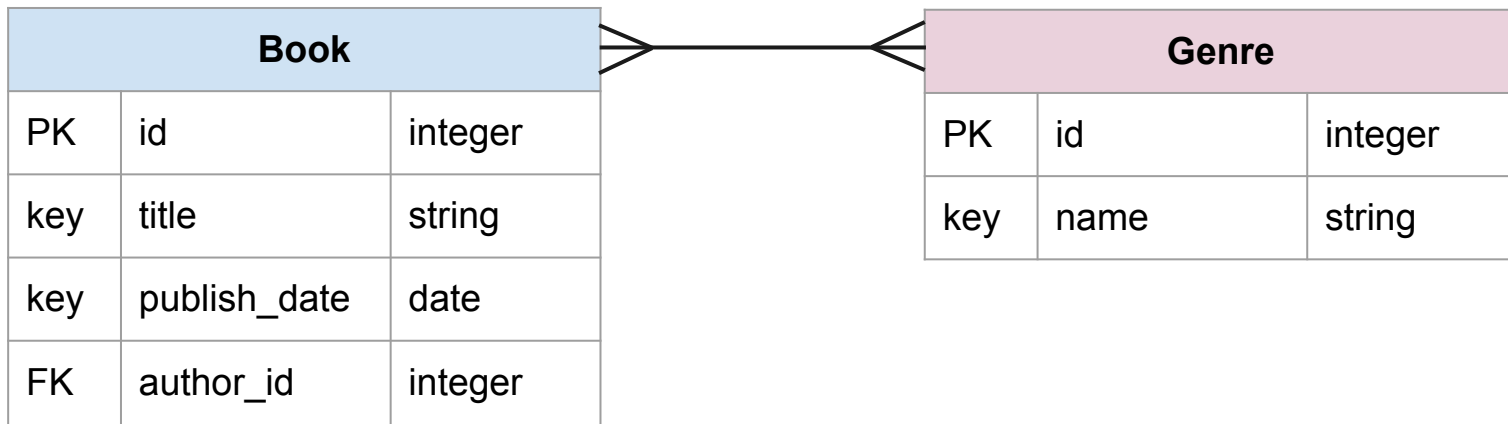 Book
PK id integer
key title string
key publish_date date
FK author_id integer
Genre
PK id integer
key name string